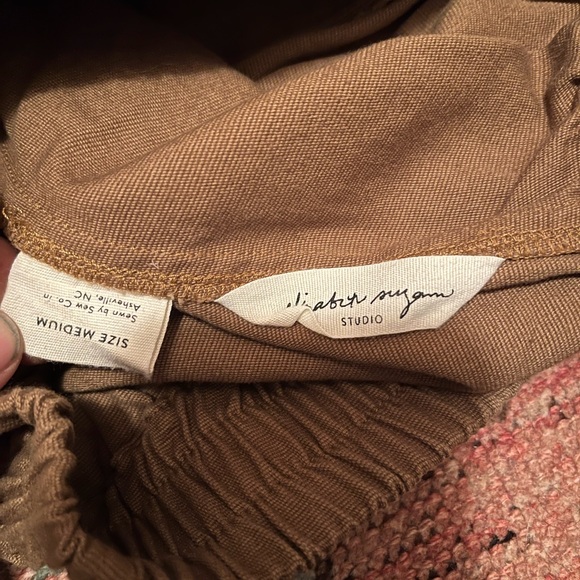 elizabeth suzann
STUDIO
SIZE MEDIUM
Sewn by Sew Co. in
Asheville, NC